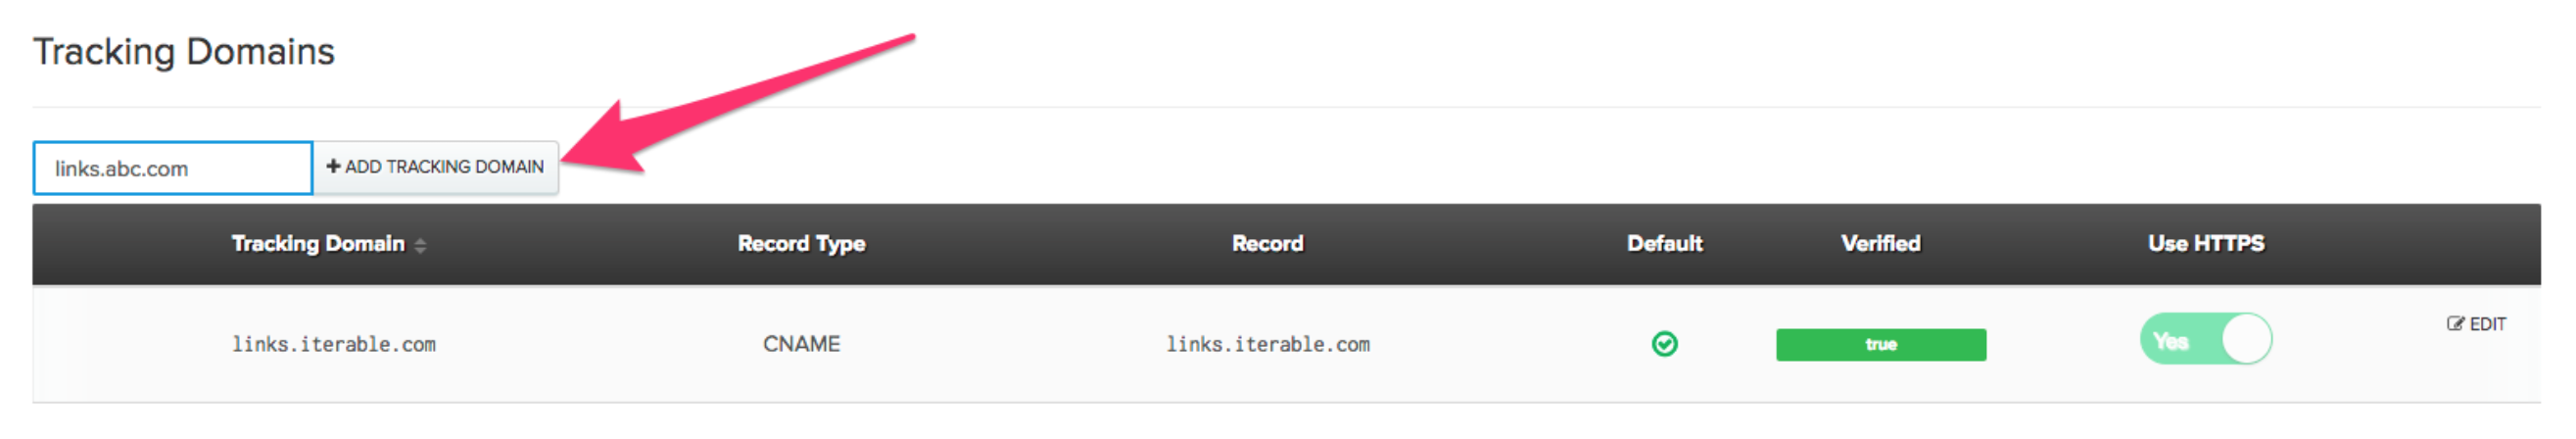 Tracking Domains
links.abc.com + ADD TRACKING DOMAIN
Tracking Domain Record Type Record Default Verified Use HTTPS
links.iterable.com CNAME links.iterable.com true Yes EDIT